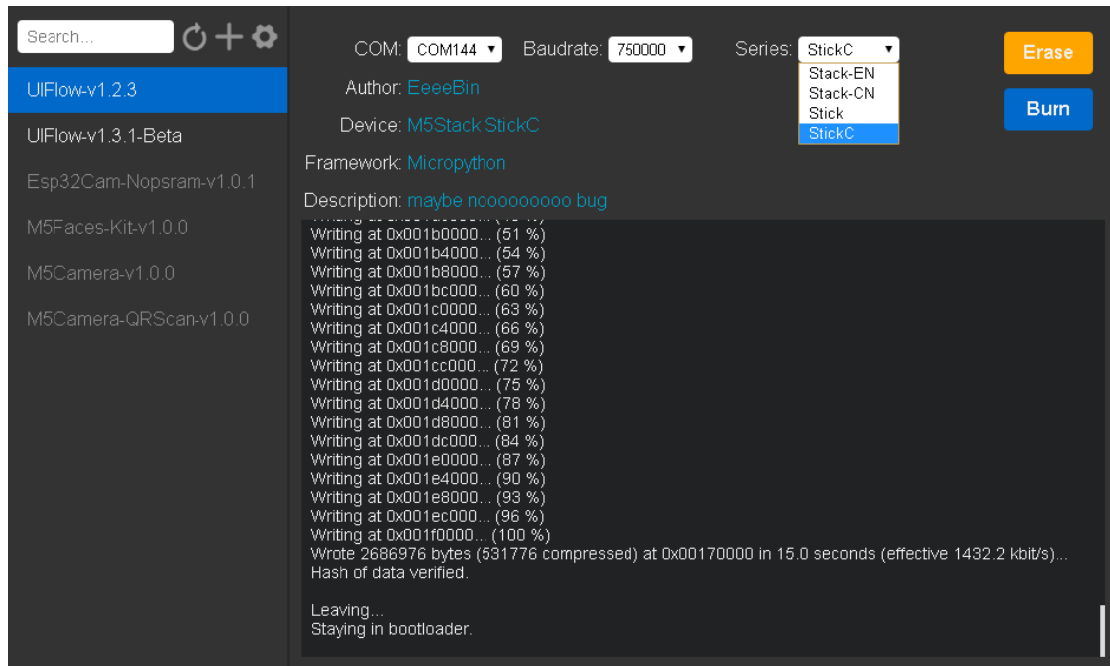 Search...
UIFlow-v1.2.3
UIFlow-v1.3.1-Beta
Esp32Cam-Nopsram-v1.0.1
M5Faces-Kit-v1.0.0
M5Camera-v1.0.0
M5Camera-QRScan-v1.0.0
COM: COM144 Baudrate: 750000 Series: StickC
Stack-EN
Stack-CN
Stick
StickC
Erase
Burn
Author: EeeeBin
Device: M5Stack StickC
Framework: Micropython
Description: maybe ncooooooooo bug
Writing at 0x001b0000... (51 %)
Writing at 0x001b4000... (54 %)
Writing at 0x001b8000... (57 %)
Writing at 0x001bc000... (60 %)
Writing at 0x001c0000... (63 %)
Writing at 0x001c4000... (66 %)
Writing at 0x001c8000... (69 %)
Writing at 0x001cc000... (72 %)
Writing at 0x001d0000... (75 %)
Writing at 0x001d4000... (78 %)
Writing at 0x001d8000... (81 %)
Writing at 0x001dc000... (84 %)
Writing at 0x001e0000... (87 %)
Writing at 0x001e4000... (90 %)
Writing at 0x001e8000... (93 %)
Writing at 0x001ec000... (96 %)
Writing at 0x001f0000... (100 %)
Wrote 2686976 bytes (531776 compressed) at 0x00170000 in 15.0 seconds (effective 1432.2 kbit/s)...
Hash of data verified.
Leaving...
Staying in bootloader.